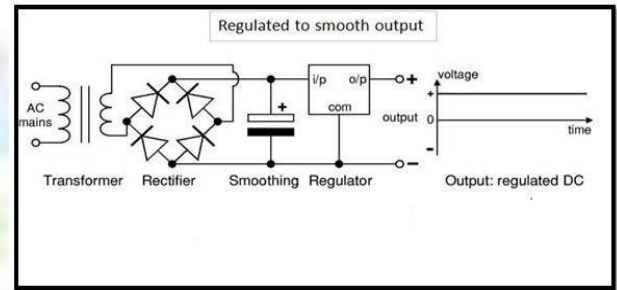 Regulated to smooth output
AC
mains
+
i/p o/p
com
+
output
−
voltage
+
0
−
time
Transformer Rectifier Smoothing Regulator Output: regulated DC